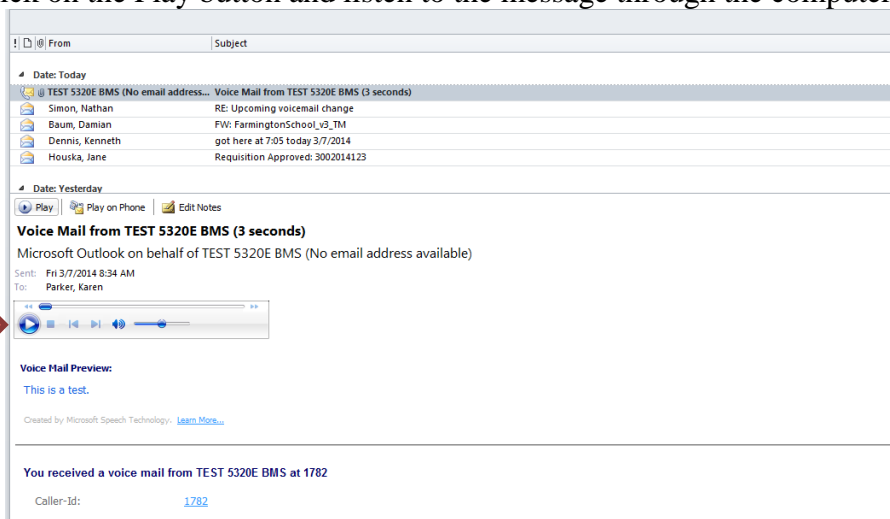 ick on the Play button and listen to the message through the computer
! From Subject
Date: Today
TEST 5320E BMS (No email address... Voice Mail from TEST 5320E BMS (3 seconds)
Simon, Nathan RE: Upcoming voicemail change
Baum, Damian FW: FarmingtonSchool_v3_TM
Dennis, Kenneth got here at 7:05 today 3/7/2014
Houska, Jane Requisition Approved: 3002014123
Date: Yesterday
Play Play on Phone Edit Notes
Voice Mail from TEST 5320E BMS (3 seconds)
Microsoft Outlook on behalf of TEST 5320E BMS (No email address available)
Sent: Fri 3/7/2014 8:34 AM
To: Parker, Karen
Voice Mail Preview:
This is a test.
Created by Microsoft Speech Technology. Learn More...
You received a voice mail from TEST 5320E BMS at 1782
Caller-Id: 1782